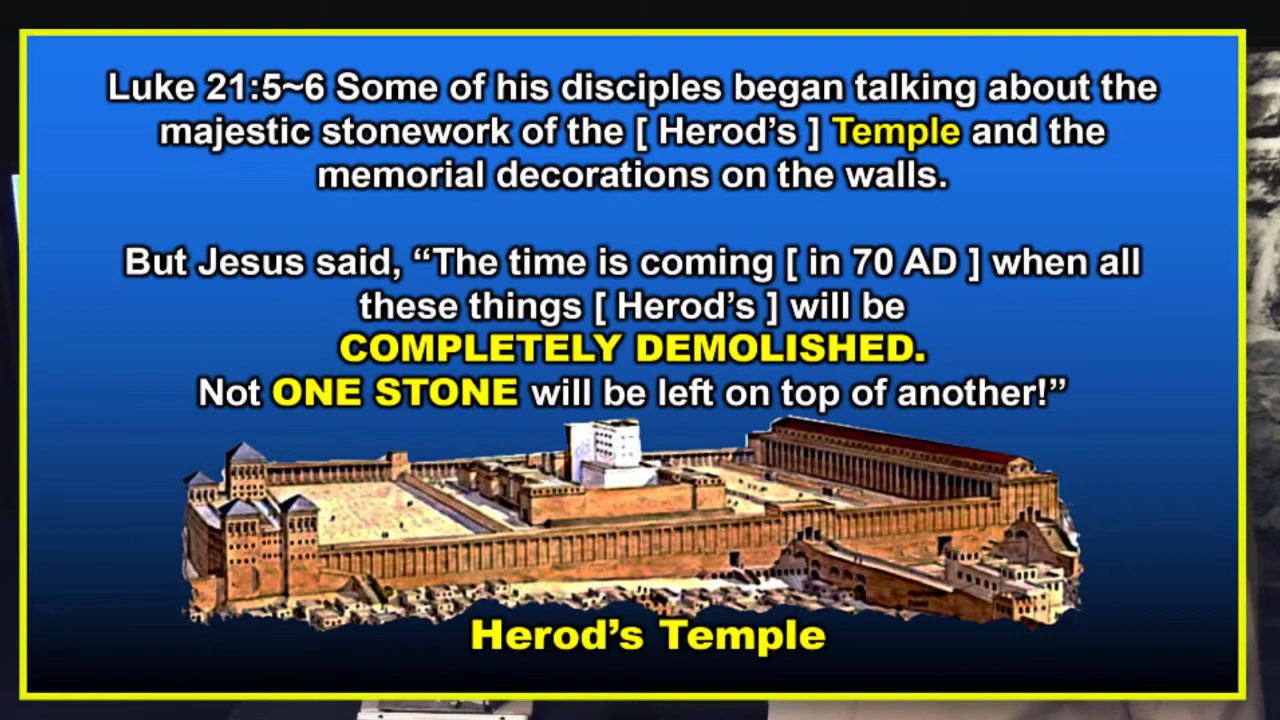 Luke 21:5~6 Some of his disciples began talking about the
majestic stonework of the [ Herod’s ] Temple and the
memorial decorations on the walls.
But Jesus said, “The time is coming [ in 70 AD ] when all
these things [ Herod’s ] will be
COMPLETELY DEMOLISHED.
Not ONE STONE will be left on top of another!”
Herod’s Temple